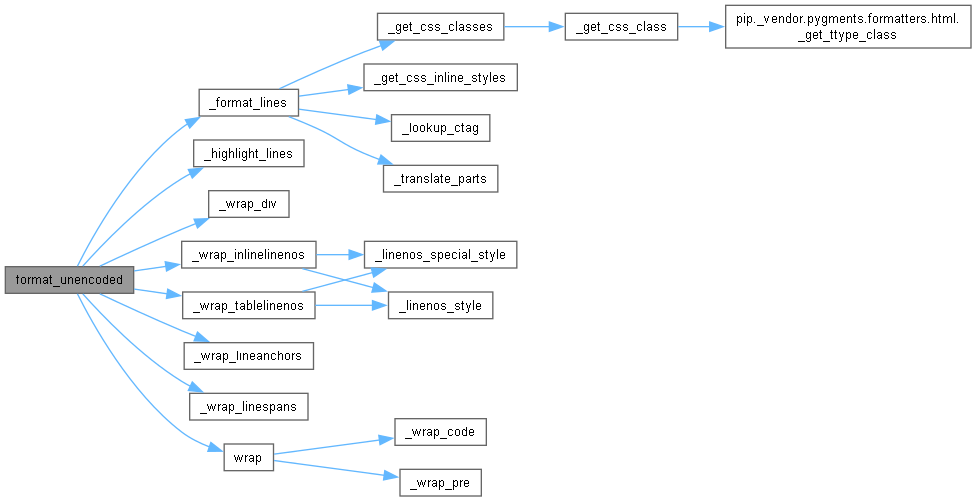 format_unencoded
_format_lines
_get_css_classes
_get_css_class
pip._vendor.pygments.formatters.html.
_get_ttype_class
_get_css_inline_styles
_lookup_ctag
_translate_parts
_highlight_lines
_wrap_div
_wrap_inlinelinenos
_linenos_special_style
_linenos_style
_wrap_tablelinenos
_wrap_lineanchors
_wrap_linespans
wrap
_wrap_code
_wrap_pre